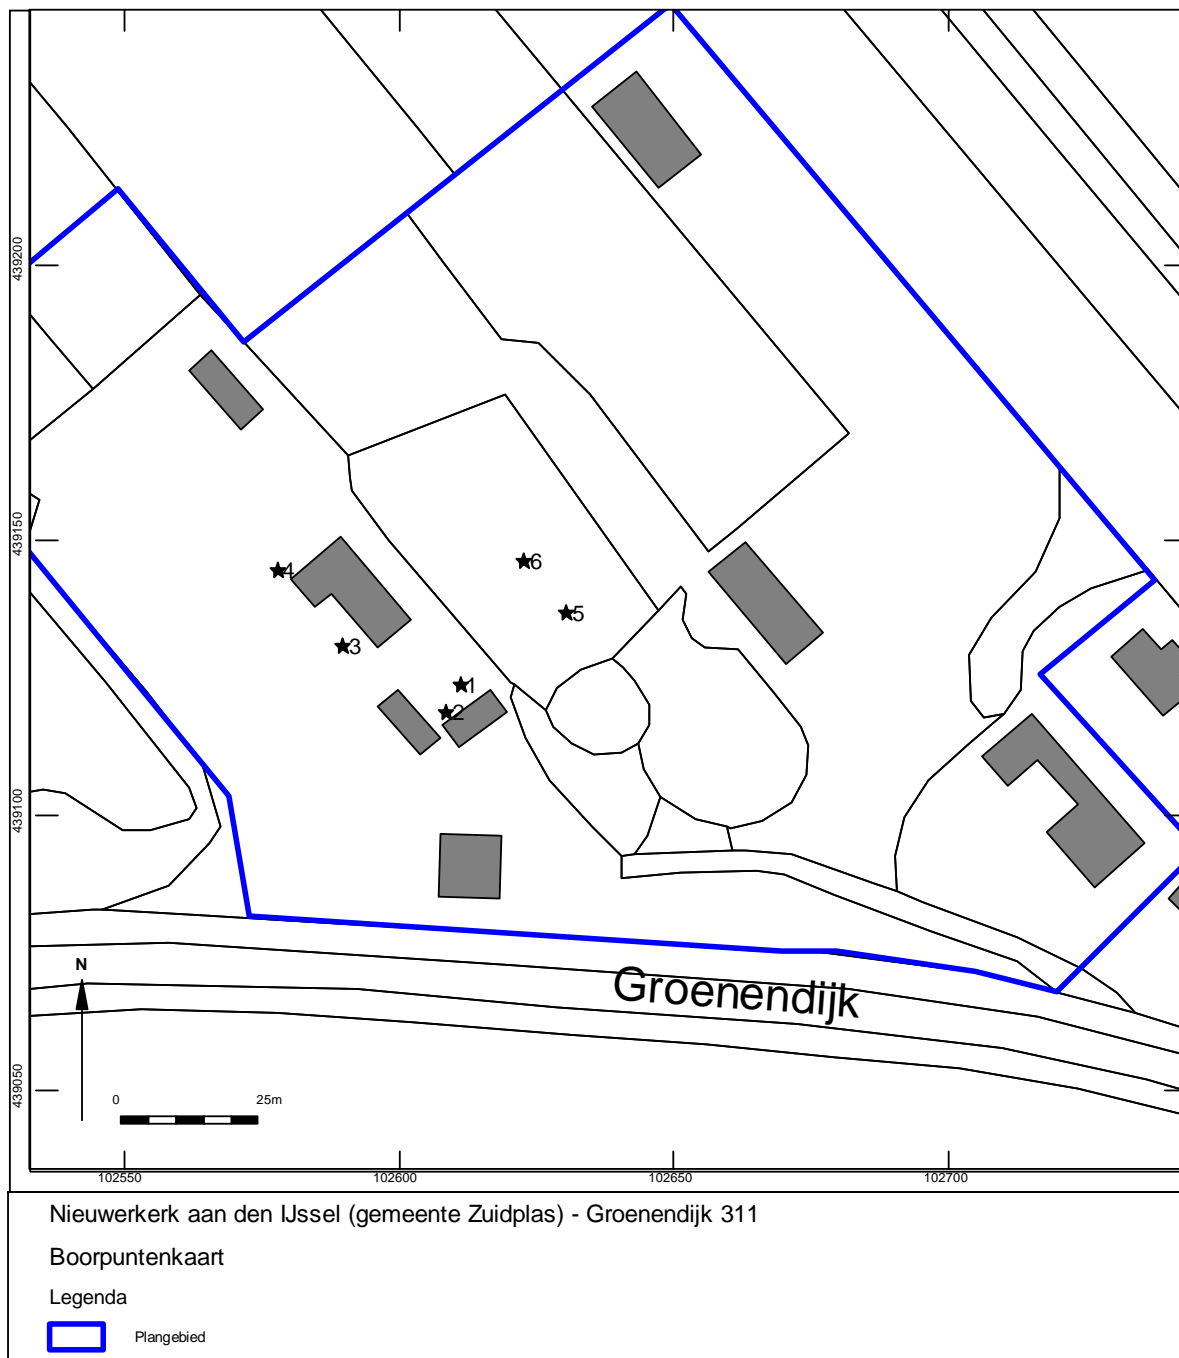 439200
439150
439100
439050
6
5
4
3
1
2
Groenendijk
N
0 25m
102550 102600 102650 102700
Nieuwerkerk aan den IJssel (gemeente Zuidplas) - Groenendijk 311
Boorpuntenkaart
Legenda
Plangebied